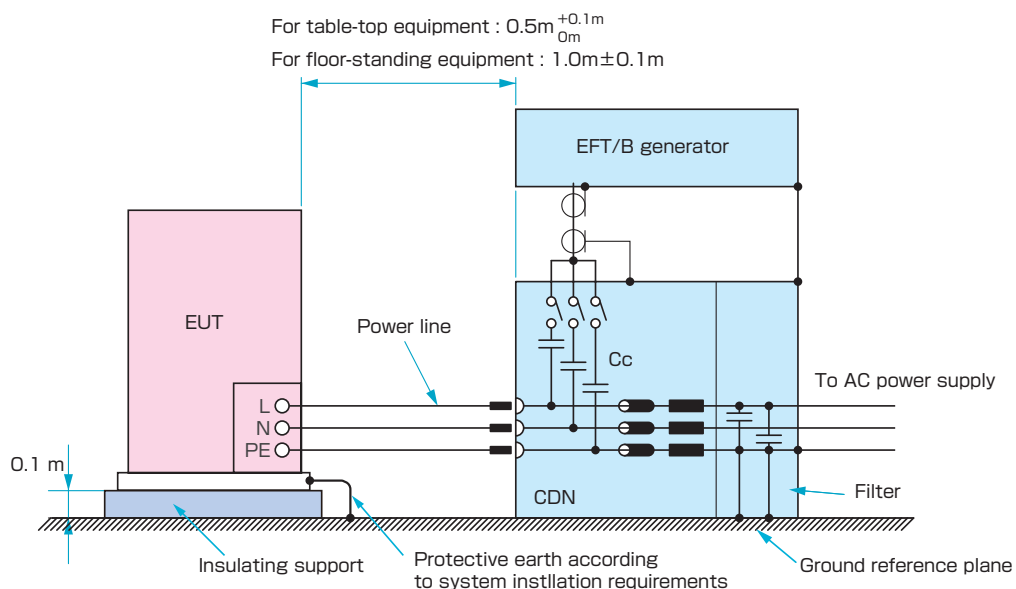 For table-top equipment : 0.5m +0.1m
0m
For floor-standing equipment : 1.0m±0.1m
EFT/B generator
EUT
Power line
Cc
To AC power supply
L
N
PE
0.1 m
CDN
Filter
Insulating support
Protective earth according
to system instllation requirements
Ground reference plane